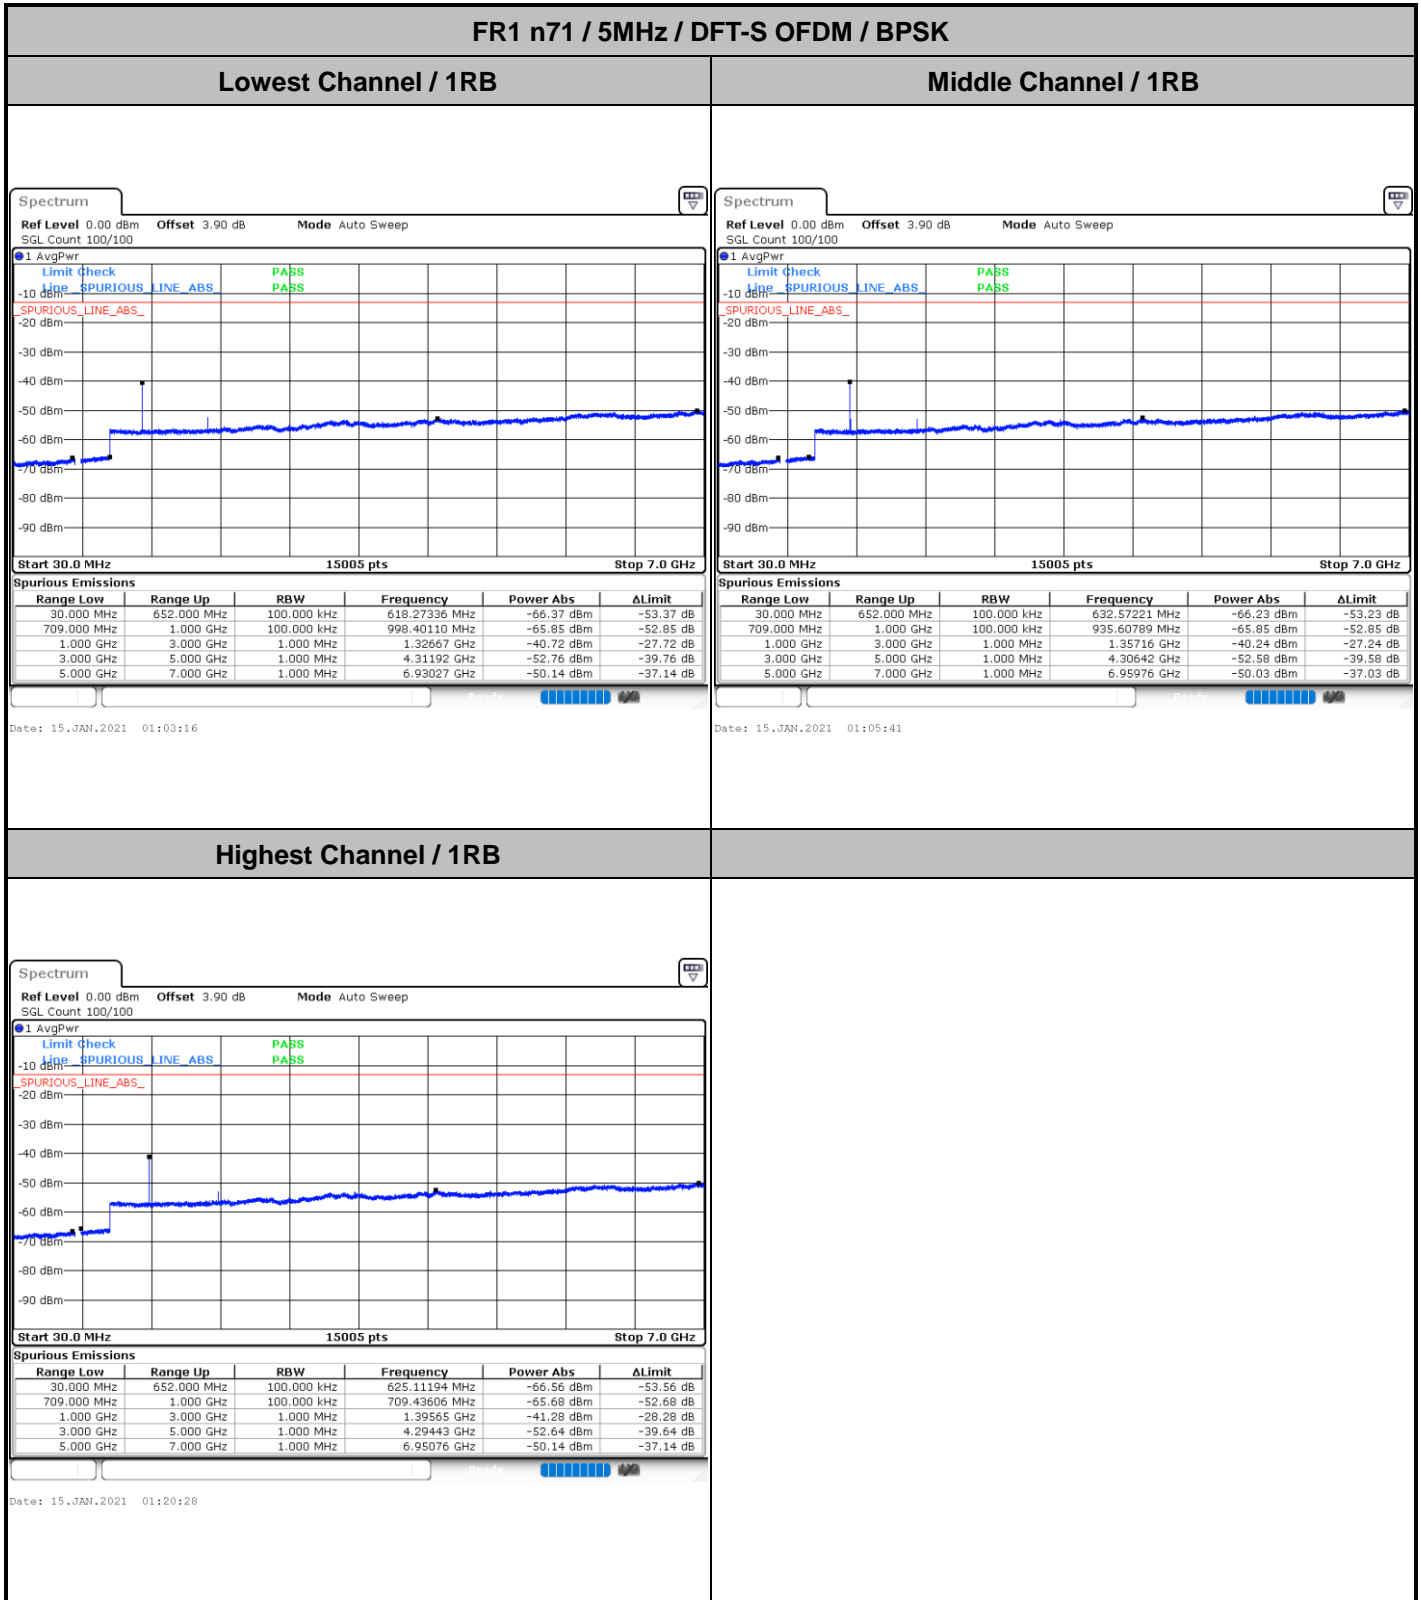 FR1 n71 / 5MHz / DFT-S OFDM / BPSK
Lowest Channel / 1RB
Middle Channel / 1RB
Spectrum
Ref Level 0.00 dBm Offset 3.90 dB Mode Auto Sweep
SGL Count 100/100
1 AvgPwr
Limit Check PASS
Line _SPURIOUS_LINE_ABS_ PASS
-10 dBm
_SPURIOUS_LINE_ABS_
-20 dBm
-30 dBm
-40 dBm
-50 dBm
-60 dBm
-70 dBm
-80 dBm
-90 dBm
Start 30.0 MHz 15005 pts Stop 7.0 GHz
Spurious Emissions
Range Low Range Up RBW Frequency Power Abs ΔLimit
30.000 MHz 652.000 MHz 100.000 kHz 618.27336 MHz -66.37 dBm -53.37 dB
709.000 MHz 1.000 GHz 100.000 kHz 998.40110 MHz -65.85 dBm -52.85 dB
1.000 GHz 3.000 GHz 1.000 MHz 1.32667 GHz -40.72 dBm -27.72 dB
3.000 GHz 5.000 GHz 1.000 MHz 4.31192 GHz -52.76 dBm -39.76 dB
5.000 GHz 7.000 GHz 1.000 MHz 6.93027 GHz -50.14 dBm -37.14 dB
Date: 15.JAN.2021 01:03:16
Spectrum
Ref Level 0.00 dBm Offset 3.90 dB Mode Auto Sweep
SGL Count 100/100
1 AvgPwr
Limit Check PASS
Line _SPURIOUS_LINE_ABS_ PASS
-10 dBm
_SPURIOUS_LINE_ABS_
-20 dBm
-30 dBm
-40 dBm
-50 dBm
-60 dBm
-70 dBm
-80 dBm
-90 dBm
Start 30.0 MHz 15005 pts Stop 7.0 GHz
Spurious Emissions
Range Low Range Up RBW Frequency Power Abs ΔLimit
30.000 MHz 652.000 MHz 100.000 kHz 632.57221 MHz -66.23 dBm -53.23 dB
709.000 MHz 1.000 GHz 100.000 kHz 935.60789 MHz -65.85 dBm -52.85 dB
1.000 GHz 3.000 GHz 1.000 MHz 1.35716 GHz -40.24 dBm -27.24 dB
3.000 GHz 5.000 GHz 1.000 MHz 4.30642 GHz -52.58 dBm -39.58 dB
5.000 GHz 7.000 GHz 1.000 MHz 6.95976 GHz -50.03 dBm -37.03 dB
Ready
Date: 15.JAN.2021 01:05:41
Highest Channel / 1RB
Spectrum
Ref Level 0.00 dBm Offset 3.90 dB Mode Auto Sweep
SGL Count 100/100
1 AvgPwr
Limit Check PASS
Line _SPURIOUS_LINE_ABS_ PASS
-10 dBm
_SPURIOUS_LINE_ABS_
-20 dBm
-30 dBm
-40 dBm
-50 dBm
-60 dBm
-70 dBm
-80 dBm
-90 dBm
Start 30.0 MHz 15005 pts Stop 7.0 GHz
Spurious Emissions
Range Low Range Up RBW Frequency Power Abs ΔLimit
30.000 MHz 652.000 MHz 100.000 kHz 625.11194 MHz -66.56 dBm -53.56 dB
709.000 MHz 1.000 GHz 100.000 kHz 709.43606 MHz -65.68 dBm -52.68 dB
1.000 GHz 3.000 GHz 1.000 MHz 1.39565 GHz -41.28 dBm -28.28 dB
3.000 GHz 5.000 GHz 1.000 MHz 4.29443 GHz -52.64 dBm -39.64 dB
5.000 GHz 7.000 GHz 1.000 MHz 6.95076 GHz -50.14 dBm -37.14 dB
Date: 15.JAN.2021 01:20:28